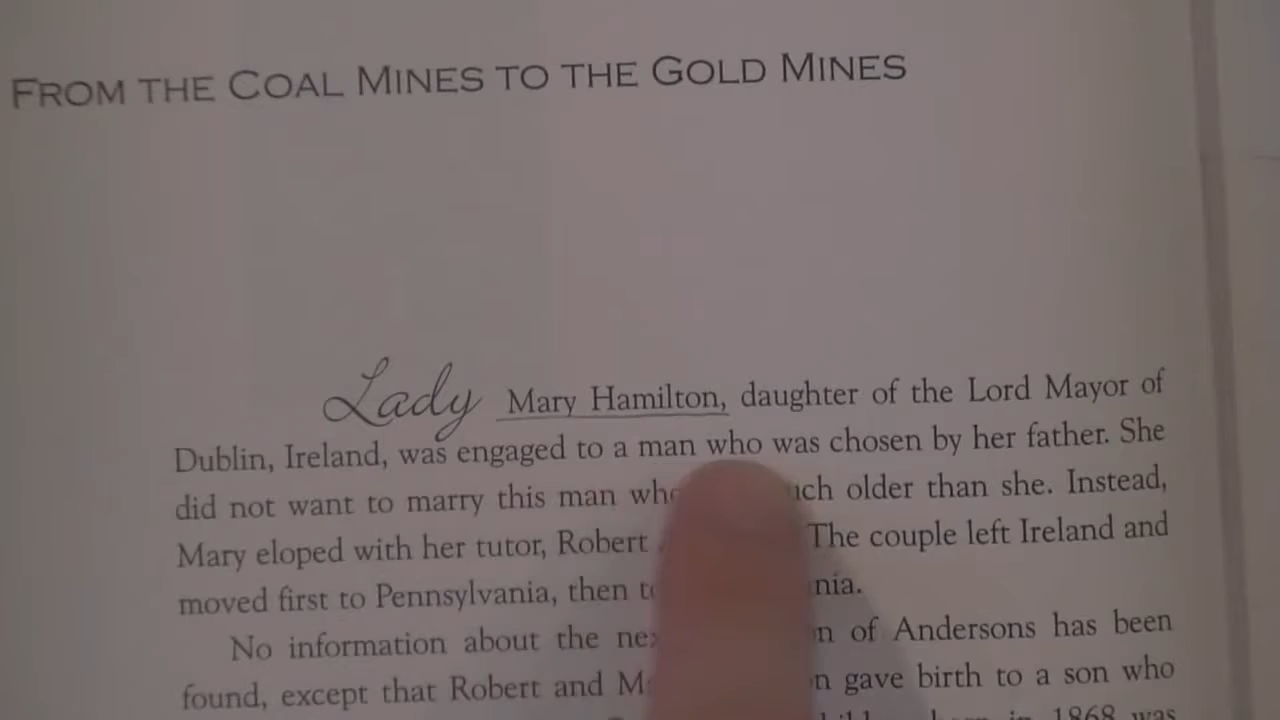 FROM THE COAL MINES TO THE GOLD MINES
Lady Mary Hamilton, daughter of the Lord Mayor of
Dublin, Ireland, was engaged to a man who was chosen by her father. She
did not want to marry this man older than she. Instead,
Mary eloped with her tutor, Robert The couple left Ireland and
moved first to Pennsylvania, then
No information about the of Andersons has been
found, except that Robert and gave birth to a son who
in 1868 was